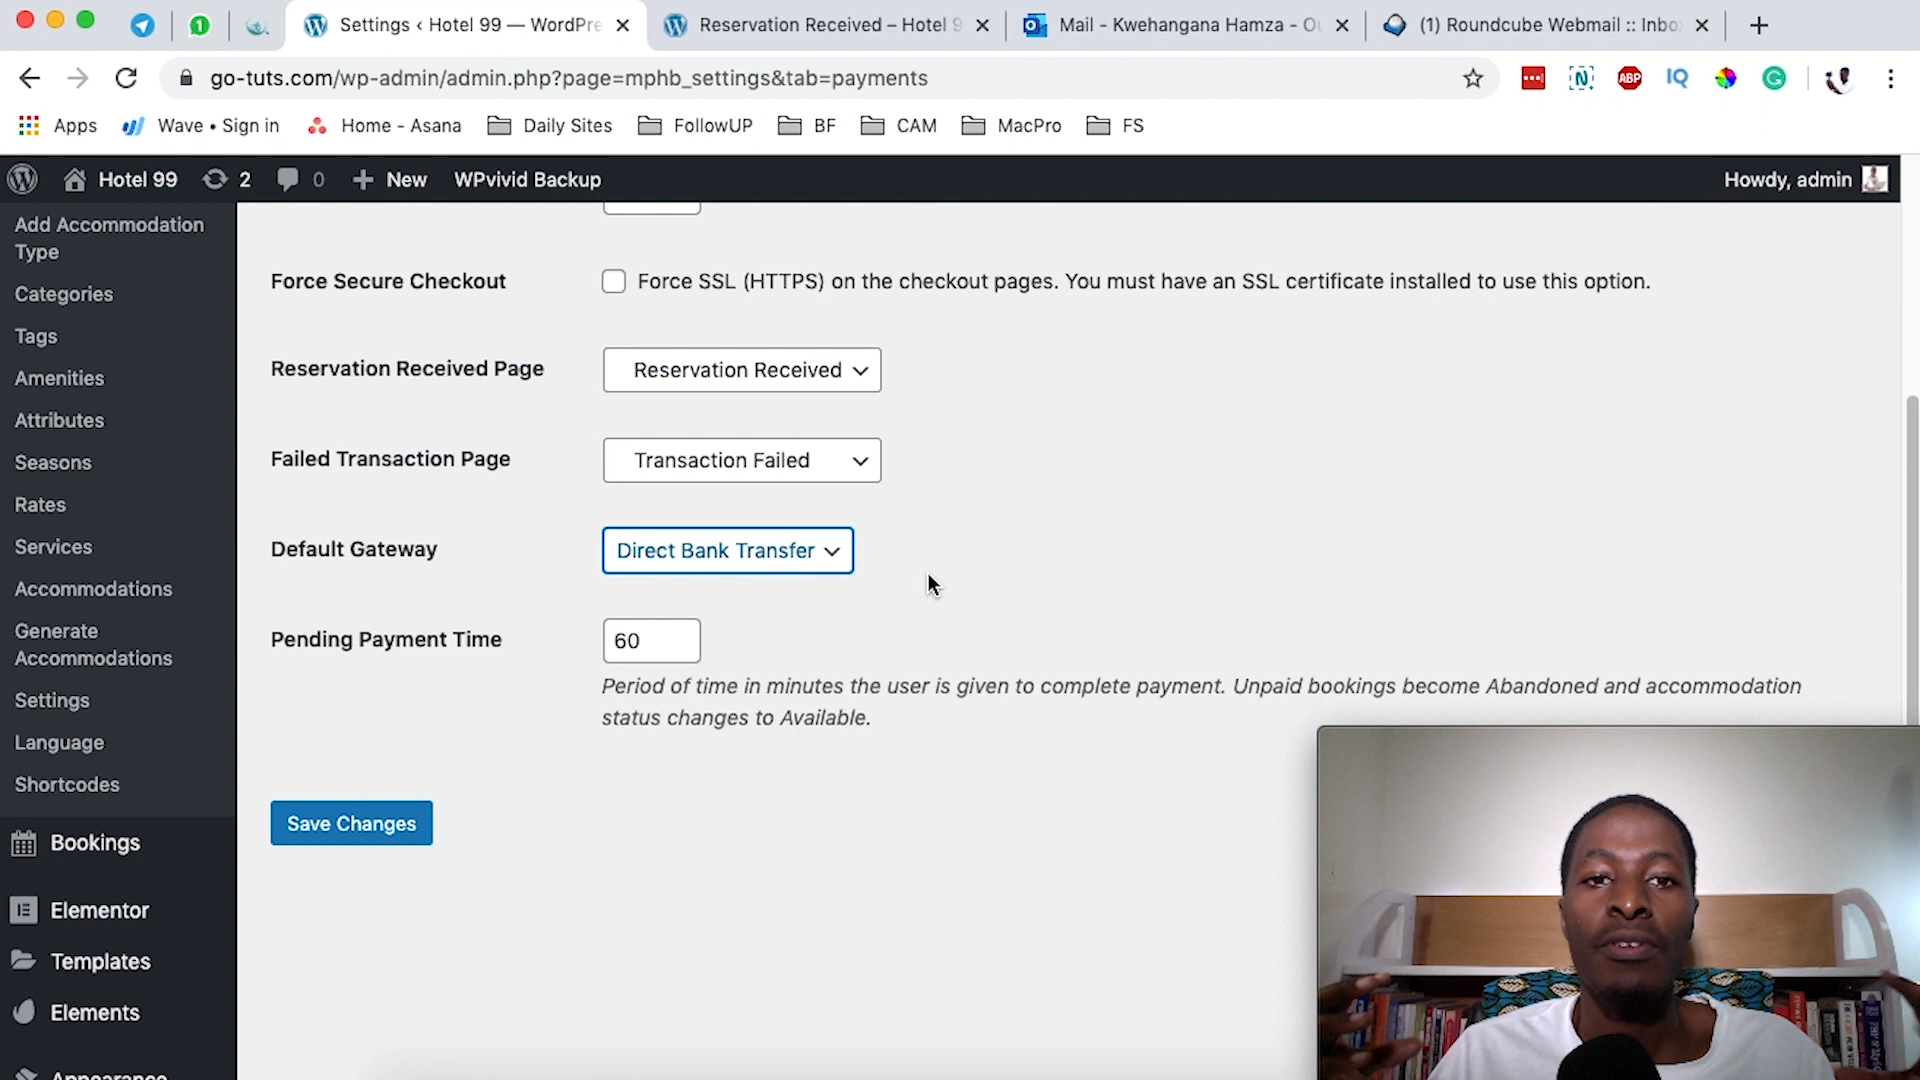 Settings ‹ Hotel 99 — WordPre
Reservation Received – Hotel 9
Mail - Kwehangana Hamza - Ou
(1) Roundcube Webmail :: Inbo
go-tuts.com/wp-admin/admin.php?page=mphb_settings&tab=payments
ABP
IQ
Apps
Wave • Sign in
Home - Asana
Daily Sites
FollowUP
BF
CAM
MacPro
FS
Hotel 99
2
0
New
WPvivid Backup
Howdy, admin
Add Accommodation
Type
Categories
Tags
Amenities
Attributes
Seasons
Rates
Services
Accommodations
Generate
Accommodations
Settings
Language
Shortcodes
Bookings
Elementor
Templates
Elements
Appearance
Force Secure Checkout
Force SSL (HTTPS) on the checkout pages. You must have an SSL certificate installed to use this option.
Reservation Received Page
Reservation Received
Failed Transaction Page
Transaction Failed
Default Gateway
Direct Bank Transfer
Pending Payment Time
60
Period of time in minutes the user is given to complete payment. Unpaid bookings become Abandoned and accommodation
status changes to Available.
Save Changes